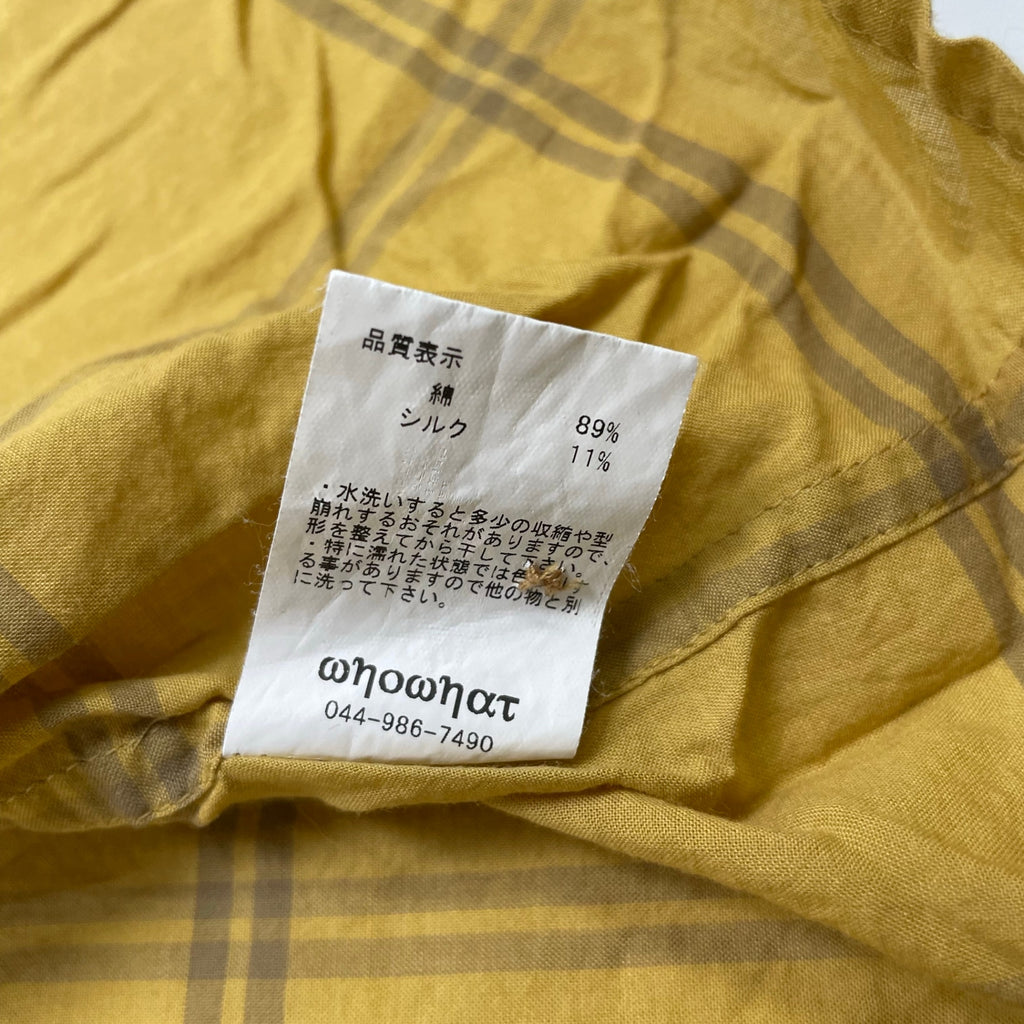 品質表示
綿 89%
シルク 11%
・水洗いすると多少の収縮や型
崩れするおそれがありますので、
形を整えてから干して下さい。
・特に濡れた状態では色
る事がありますので他の物と別
に洗って下さい。
ωhoωhατ
044-986-7490